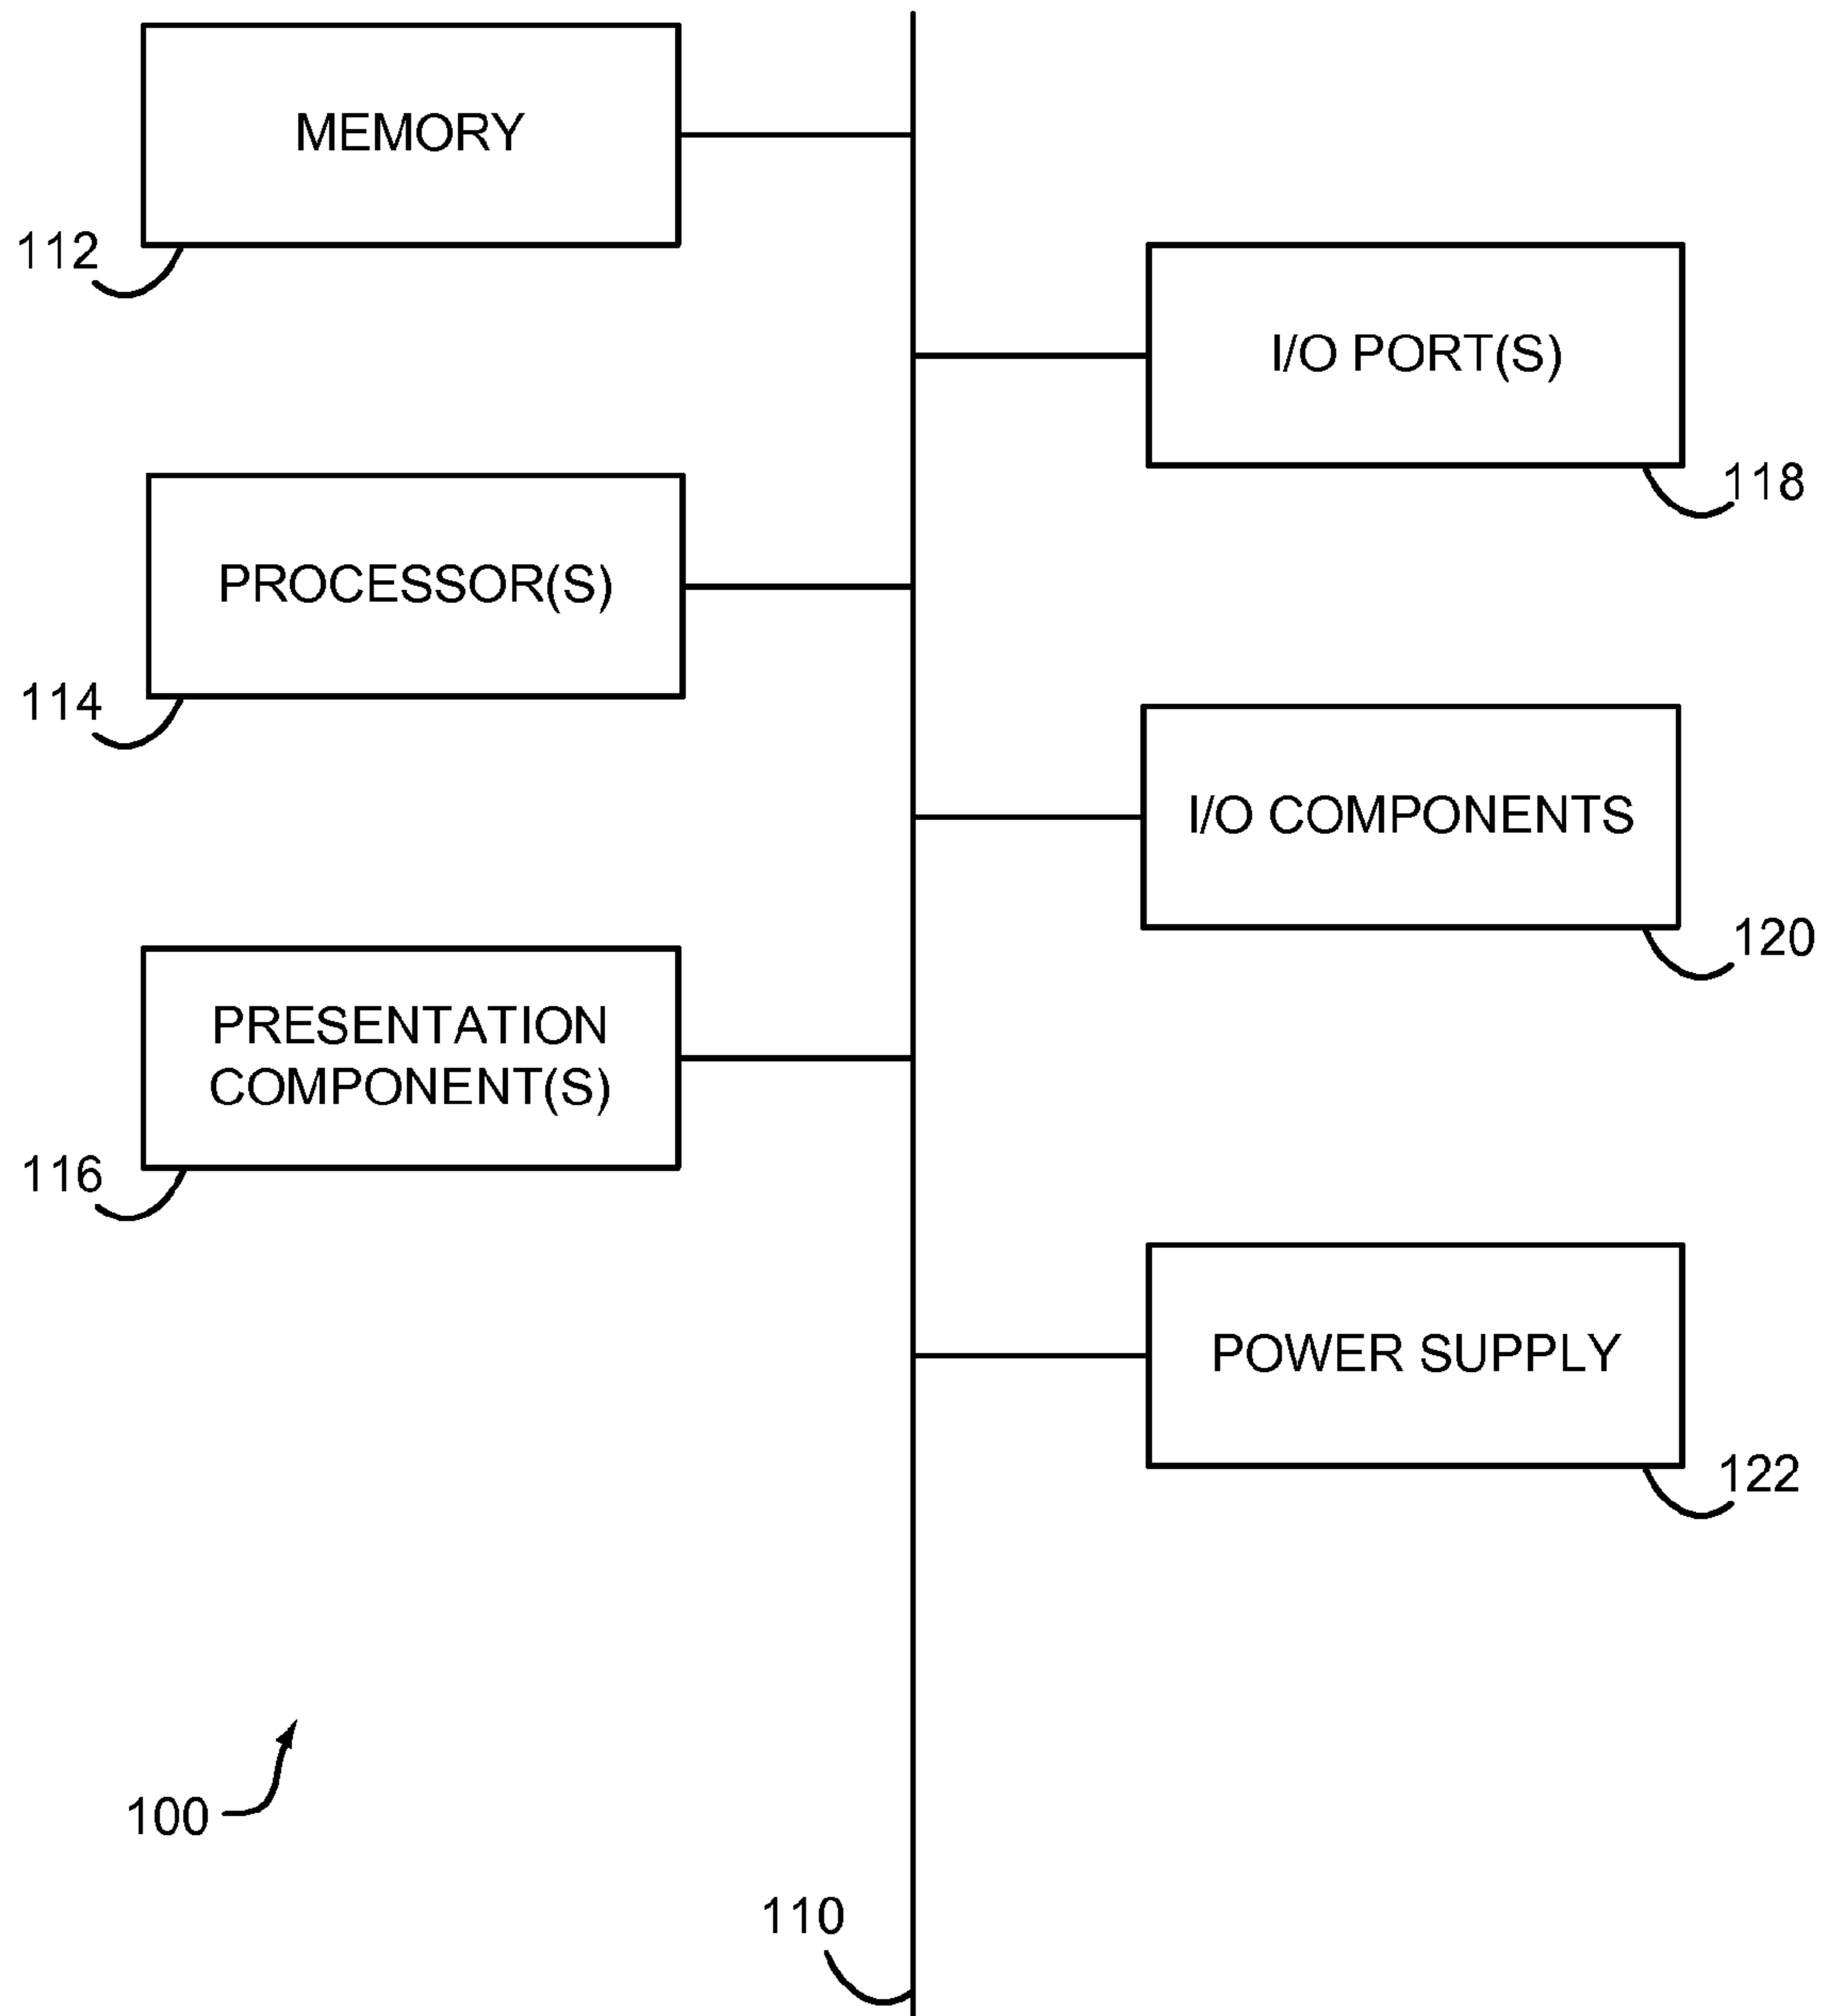 MEMORY
112
I/O PORT(S)
118
PROCESSOR(S)
114
I/O COMPONENTS
120
PRESENTATION
COMPONENT(S)
116
POWER SUPPLY
122
100
110